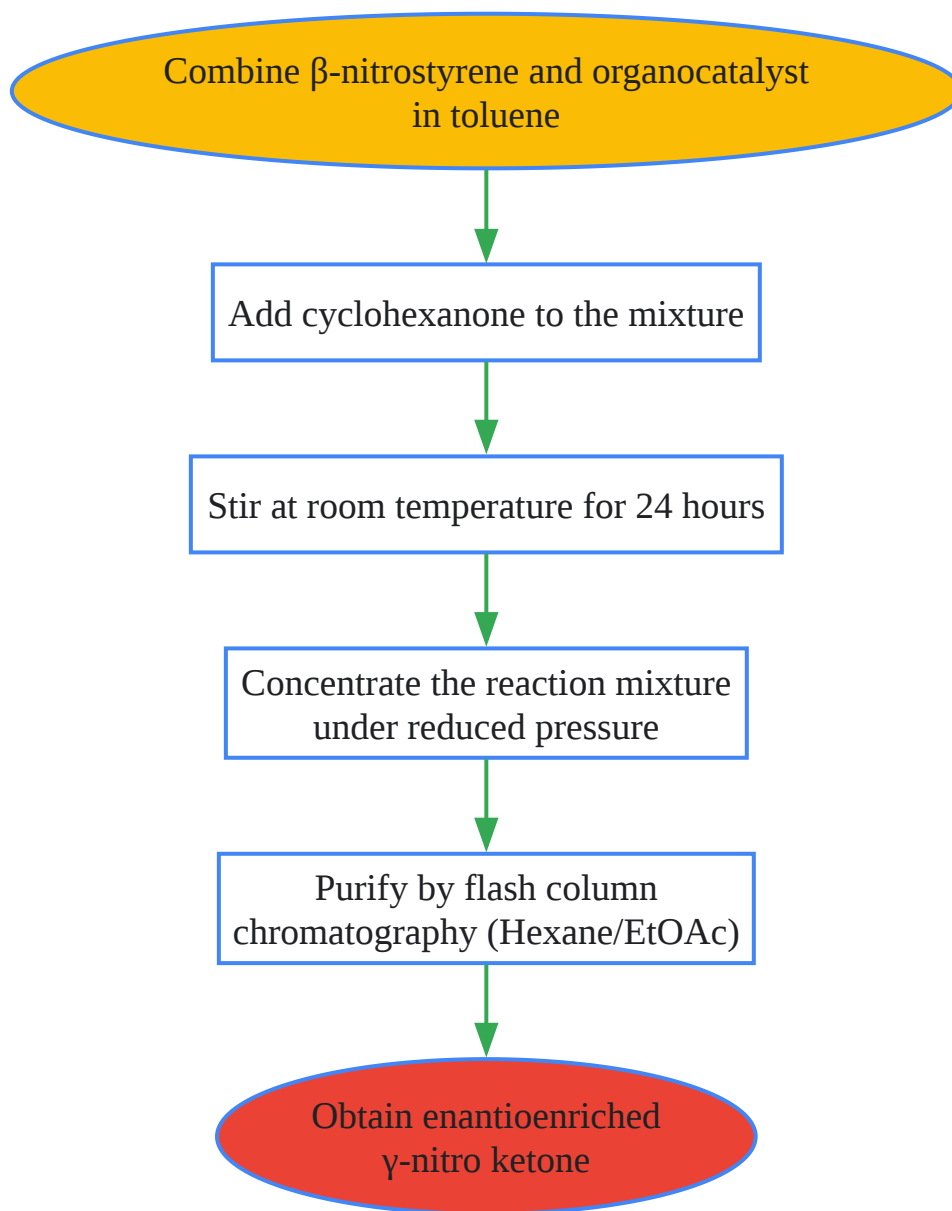 Combine β-nitrostyrene and organocatalyst
in toluene
Add cyclohexanone to the mixture
Stir at room temperature for 24 hours
Concentrate the reaction mixture
under reduced pressure
Purify by flash column
chromatography (Hexane/EtOAc)
Obtain enantioenriched
γ-nitro ketone